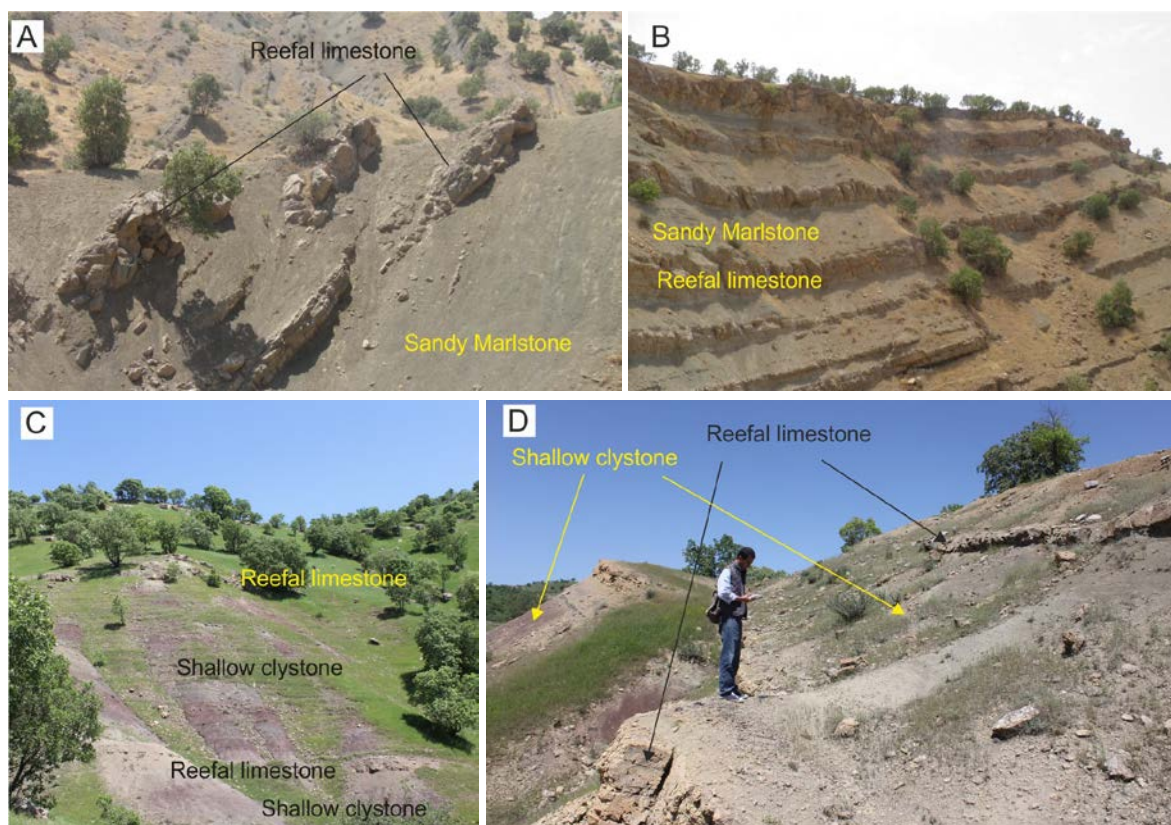 A
Reefal limestone
Sandy Marlstone
B
Sandy Marlstone
Reefal limestone
C
Reefal limestone
Shallow clystone
Reefal limestone
Shallow clystone
D
Reefal limestone
Shallow clystone